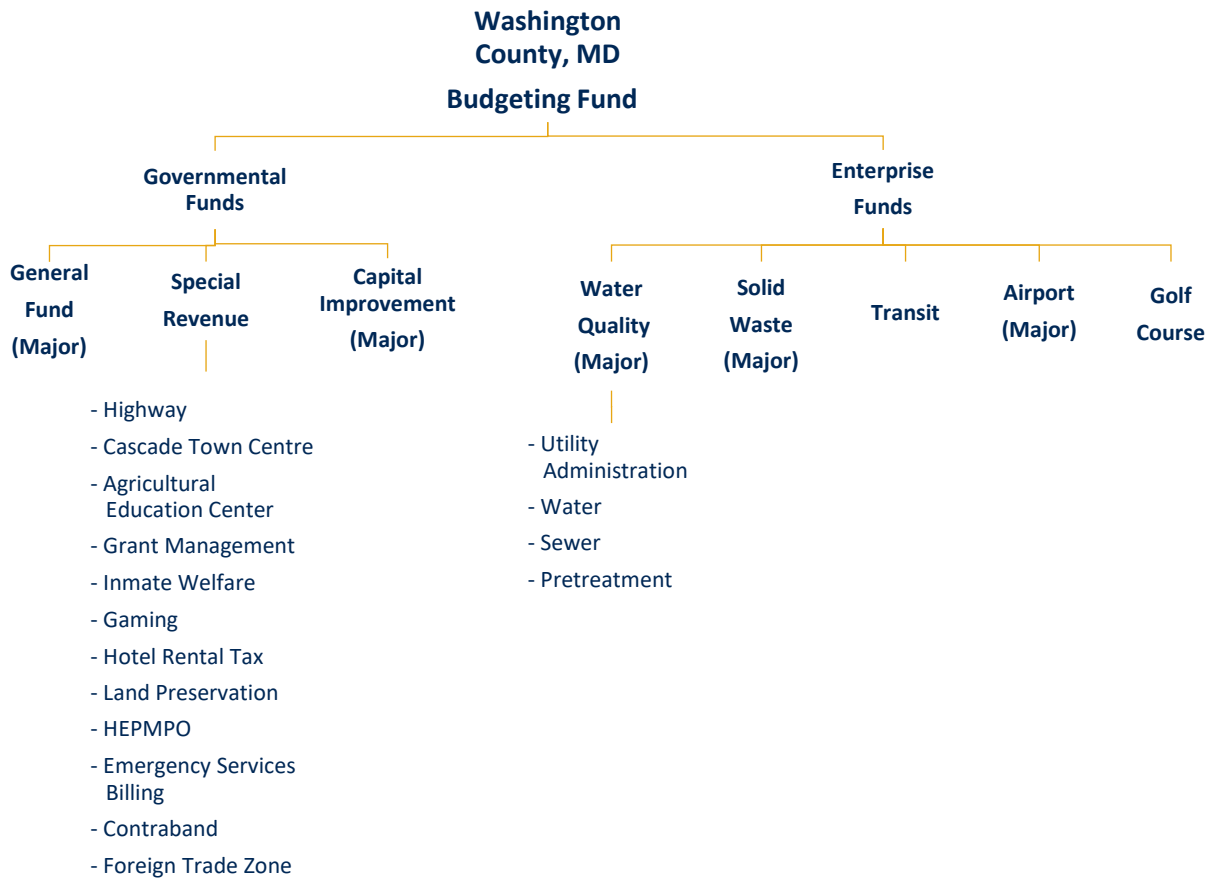 Washington
County, MD
Budgeting Fund
Governmental
Funds
Enterprise
Funds
General
Fund
(Major)
Special
Revenue
Capital
Improvement
(Major)
Water
Quality
(Major)
Solid
Waste
(Major)
Transit
Airport
(Major)
Golf
Course
- Highway
- Cascade Town Centre
- Agricultural
Education Center
- Grant Management
- Inmate Welfare
- Gaming
- Hotel Rental Tax
- Land Preservation
- HEPMPO
- Emergency Services
Billing
- Contraband
- Foreign Trade Zone
- Utility
Administration
- Water
- Sewer
- Pretreatment